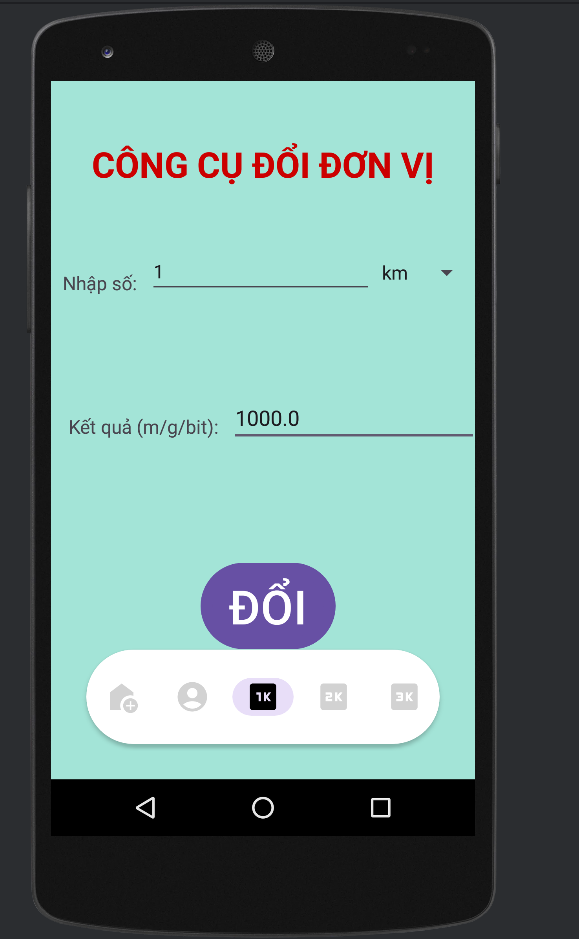 CÔNG CỤ ĐỔI ĐƠN VỊ
Nhập số: 1 km
Kết quả (m/g/bit): 1000.0
ĐỔI
1K 2K 3K